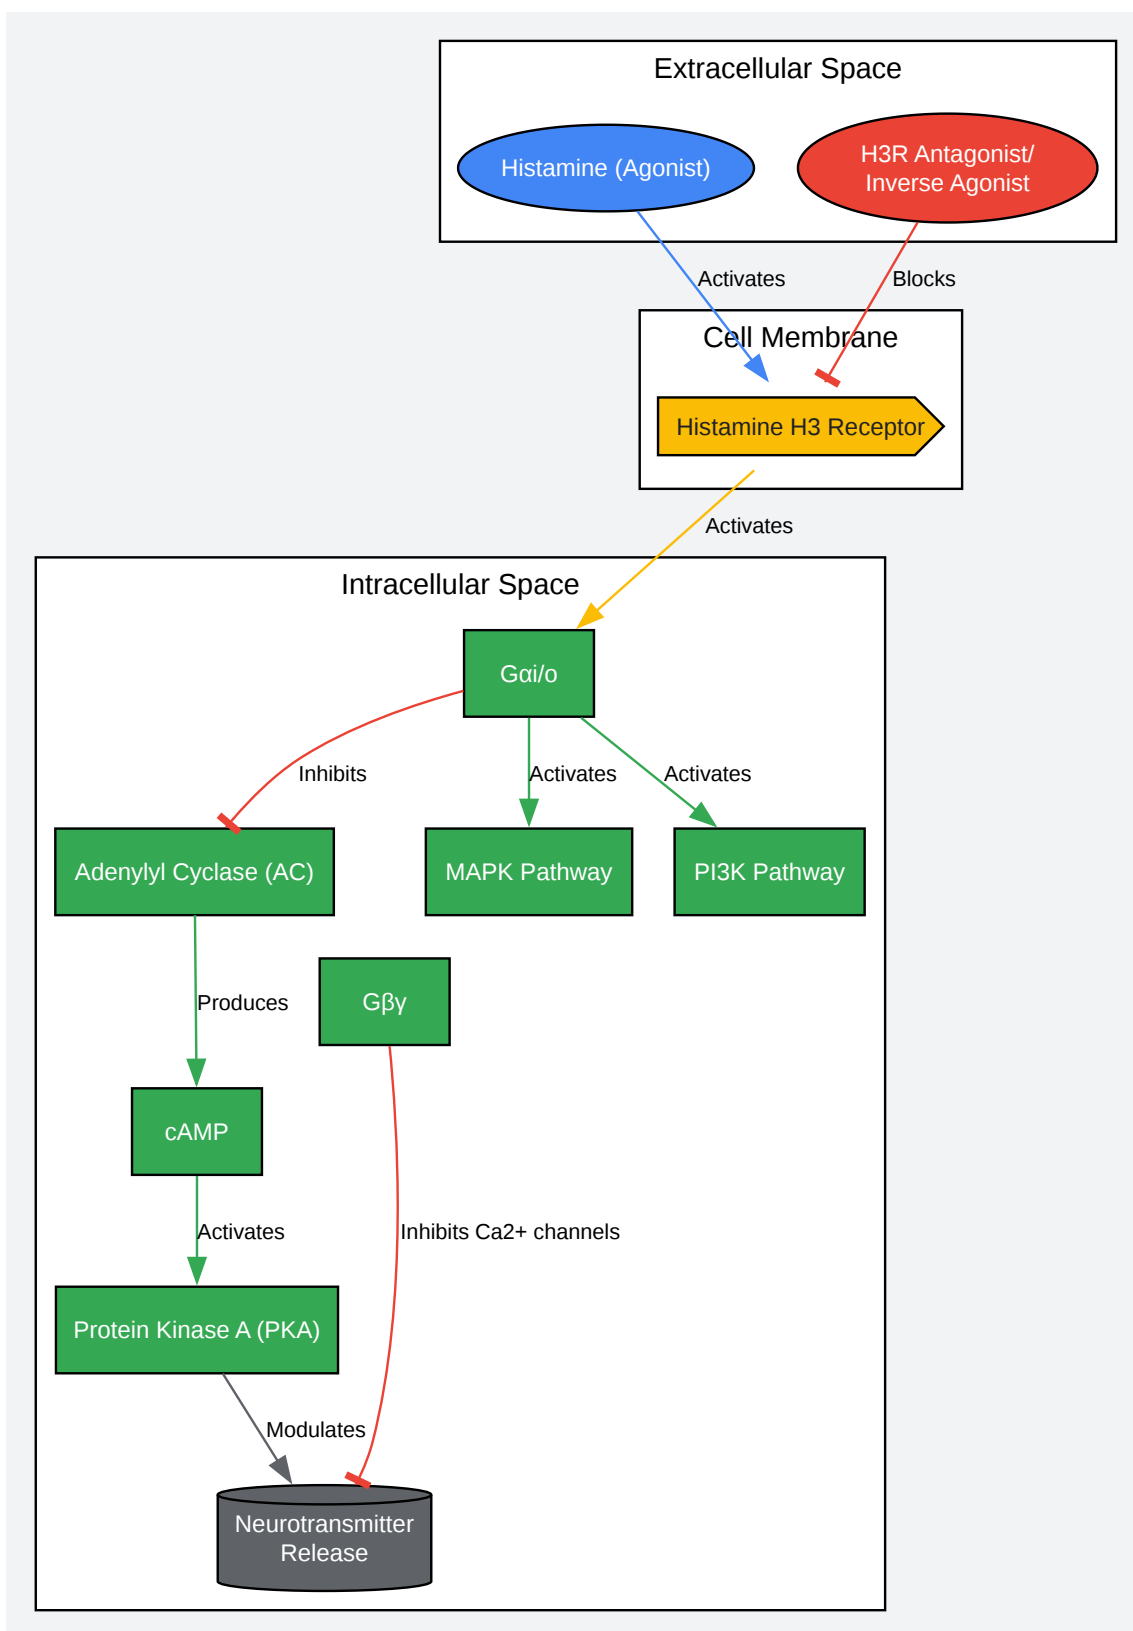 Extracellular Space
Histamine (Agonist)
H3R Antagonist/
Inverse Agonist
Activates
Blocks
Cell Membrane
Histamine H3 Receptor
Activates
Intracellular Space
Gαi/o
Inhibits
Activates
Activates
Adenylyl Cyclase (AC)
MAPK Pathway
PI3K Pathway
Produces
Gβγ
cAMP
Activates
Inhibits Ca2+ channels
Protein Kinase A (PKA)
Modulates
Neurotransmitter
Release